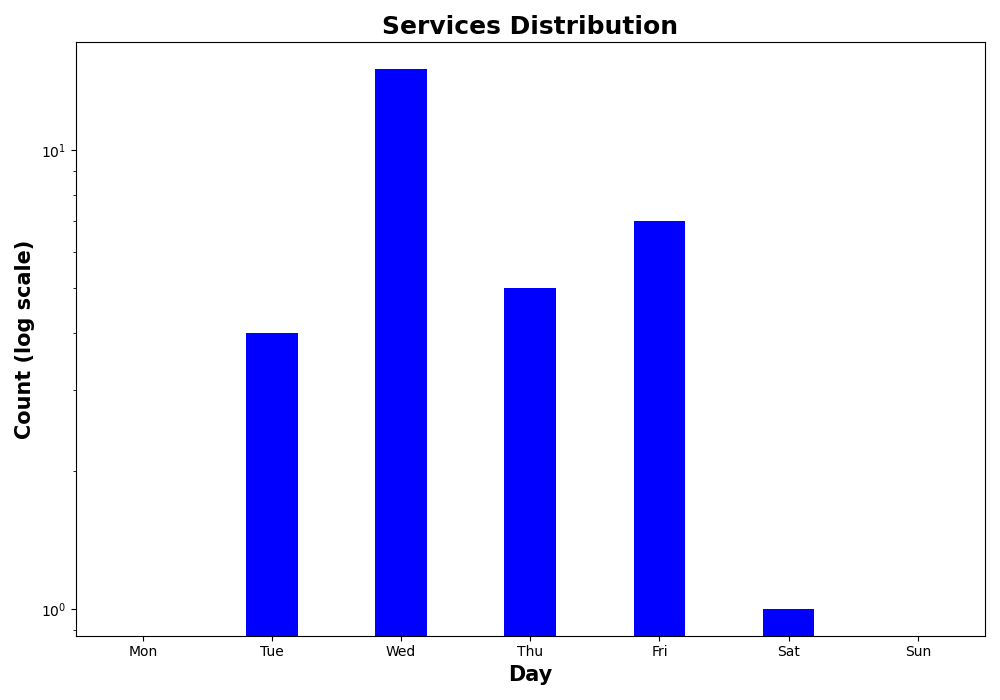 Services Distribution
Count (log scale)
10¹
10⁰
Mon Tue Wed Thu Fri Sat Sun
Day